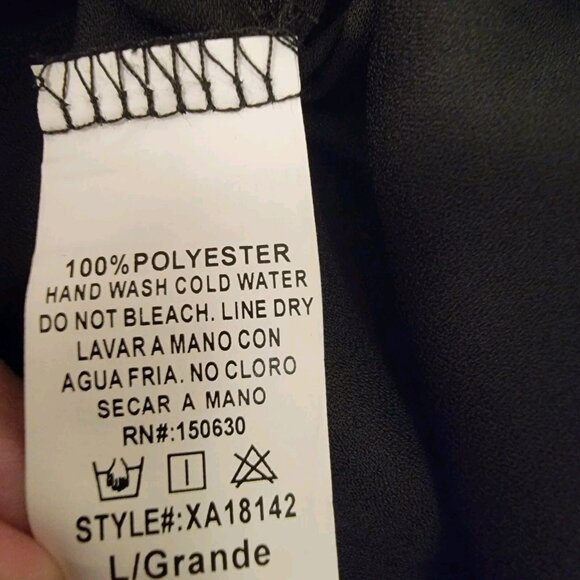 100%POLYESTER
HAND WASH COLD WATER
DO NOT BLEACH. LINE DRY
LAVAR A MANO CON
AGUA FRIA. NO CLORO
SECAR A MANO
RN#:150630
STYLE#:XA18142
L/Grande